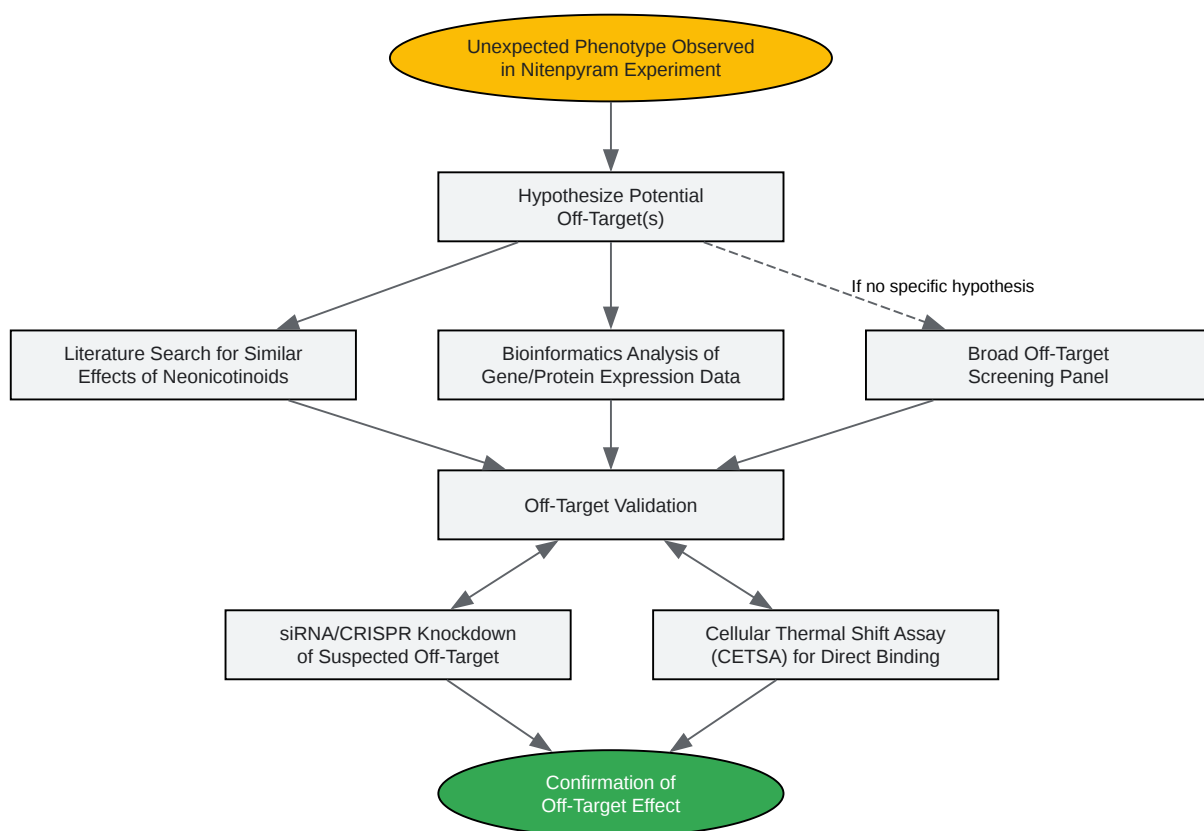 Unexpected Phenotype Observed
in Nitenpyram Experiment
Hypothesize Potential
Off-Target(s)
If no specific hypothesis
Literature Search for Similar
Effects of Neonicotinoids
Bioinformatics Analysis of
Gene/Protein Expression Data
Broad Off-Target
Screening Panel
Off-Target Validation
siRNA/CRISPR Knockdown
of Suspected Off-Target
Cellular Thermal Shift Assay
(CETSA) for Direct Binding
Confirmation of
Off-Target Effect